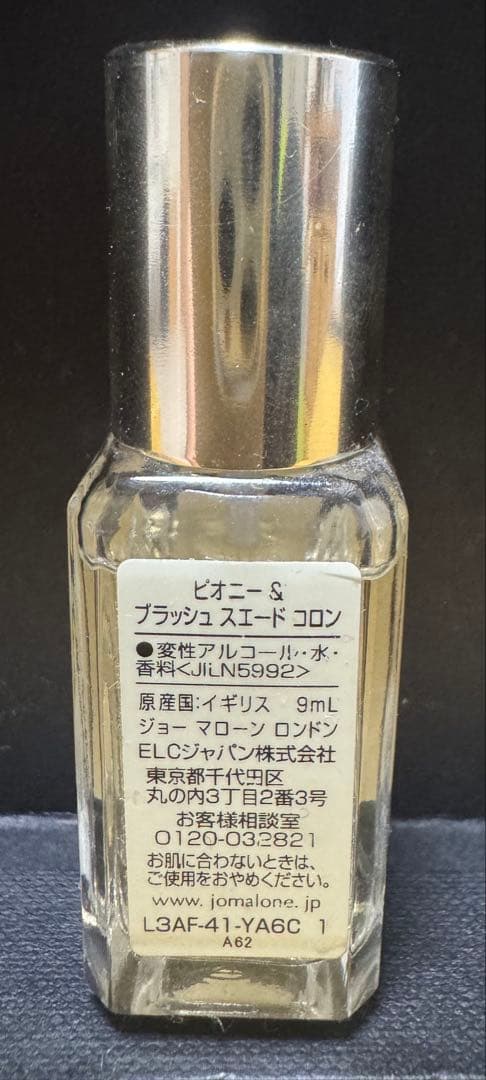 ピオニー &
ブラッシュ スエード コロン
●変性アルコール・水・
香料<JILN5992>
原産国:イギリス 9mL
ジョー マローン ロンドン
ELCジャパン株式会社
東京都千代田区
丸の内3丁目2番3号
お客様相談室
0120-032821
お肌に合わないときは、
ご使用をおやめください。
www. jomalone. jp
L3AF-41-YA6C 1
A62